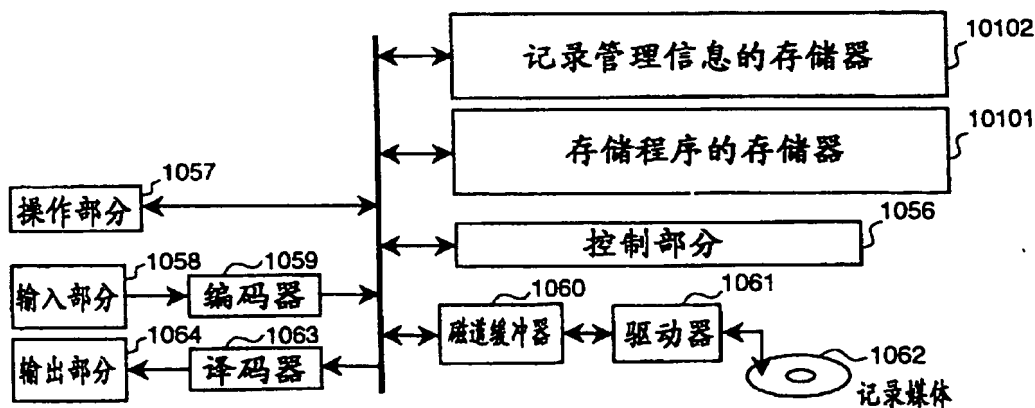 10102
记录管理信息的存储器
10101
存储程序的存储器
1057
操作部分
1056
控制部分
1058
输入部分
1059
编码器
1060
磁道缓冲器
1061
驱动器
1064
输出部分
1063
译码器
1062
记录媒体